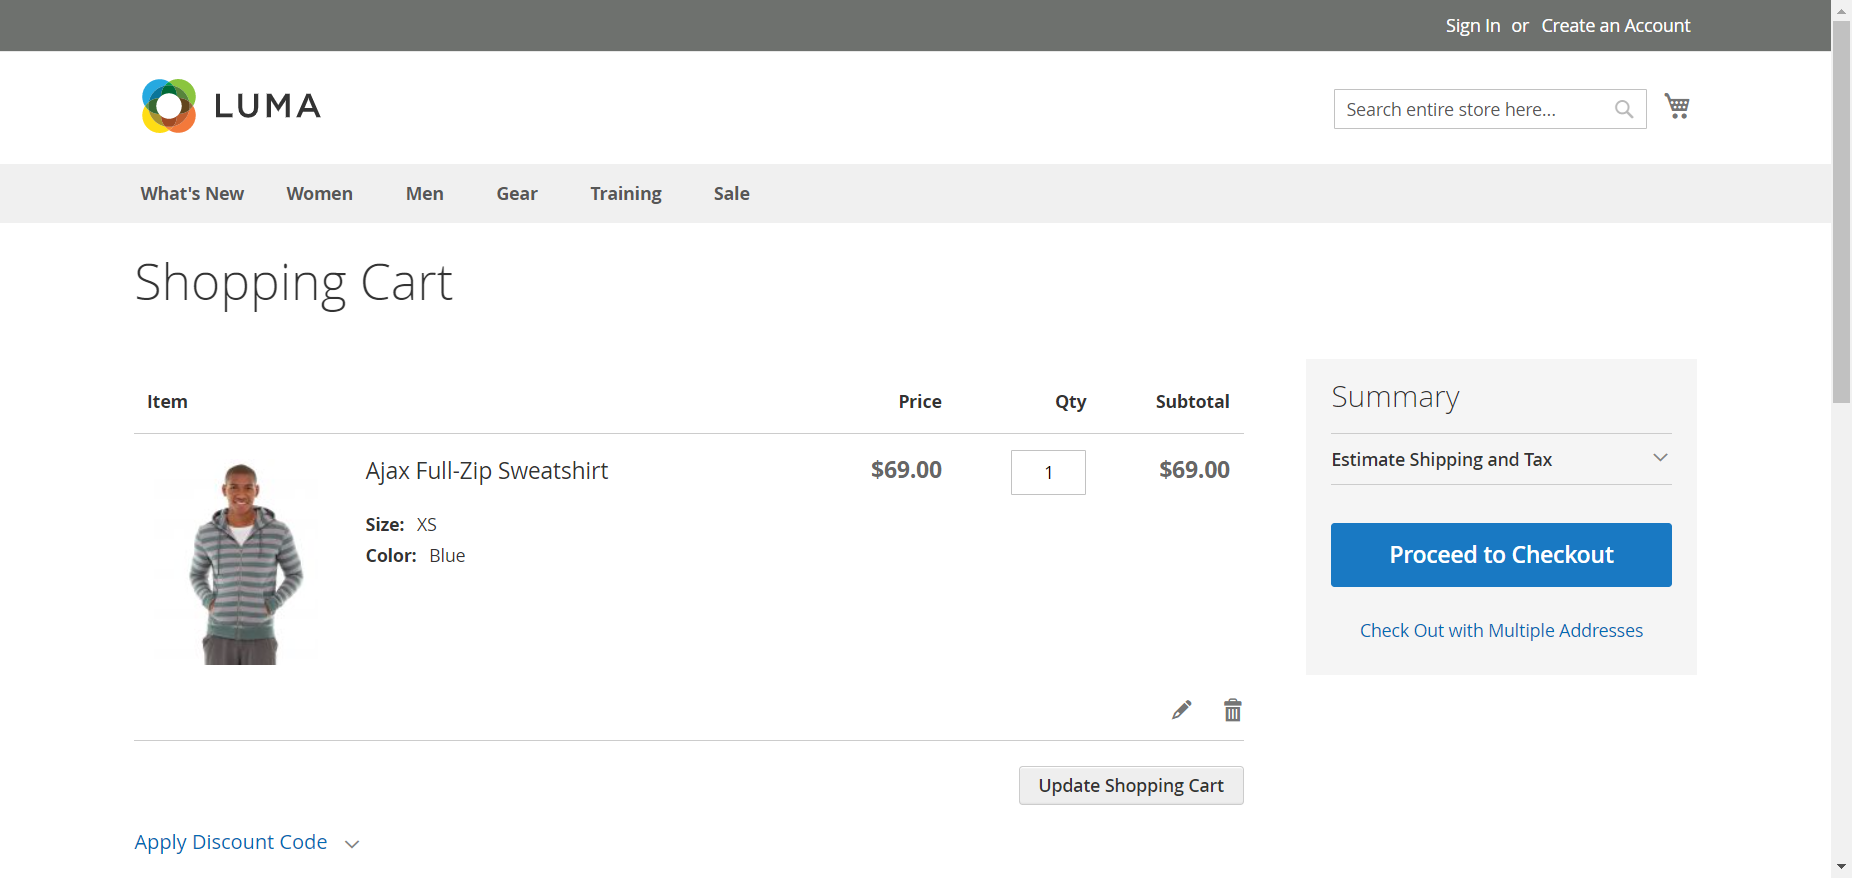 Sign In or Create an Account
LUMA
Search entire store here...
What's New Women Men Gear Training Sale
Shopping Cart
Item Price Qty Subtotal
Ajax Full-Zip Sweatshirt $69.00 1 $69.00
Size: XS
Color: Blue
Update Shopping Cart
Apply Discount Code
Summary
Estimate Shipping and Tax
Proceed to Checkout
Check Out with Multiple Addresses